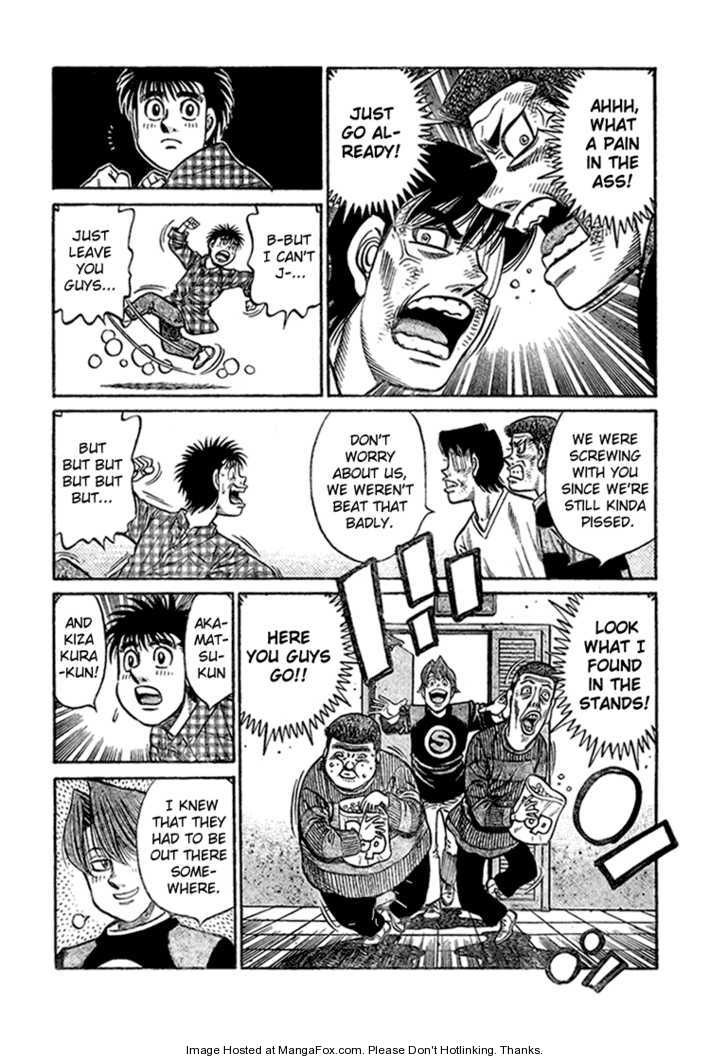 AHHH,
WHAT
A PAIN
IN THE
ASS!
JUST
GO AL-
READY!
B-BUT
I CAN'T
J-...
JUST
LEAVE
YOU
GUYS...
WE WERE
SCREWING
WITH YOU
SINCE WE'RE
STILL KINDA
PISSED.
DON'T
WORRY
ABOUT US,
WE WEREN'T
BEAT THAT
BADLY.
BUT
BUT BUT
BUT BUT
BUT...
LOOK
WHAT I
FOUND
IN THE
STANDS!
HERE
YOU GUYS
GO!!
S
AKA-
MAT-
SU-
KUN
AND
KIZA
KURA
-KUN!
I KNEW
THAT THEY
HAD TO BE
OUT THERE
SOME-
WHERE.
Image Hosted at MangaFox.com. Please Don't Hotlinking. Thanks.